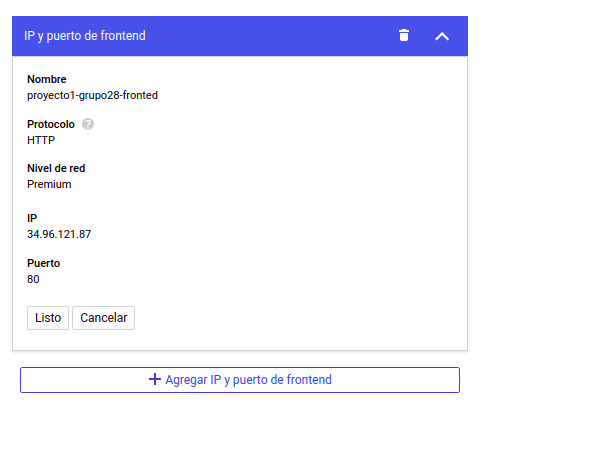 IP y puerto de frontend
Nombre
proyecto1-grupo28-fronted
Protocolo ?
HTTP
Nivel de red
Premium
IP
34.96.121.87
Puerto
80
Listo Cancelar
+ Agregar IP y puerto de frontend